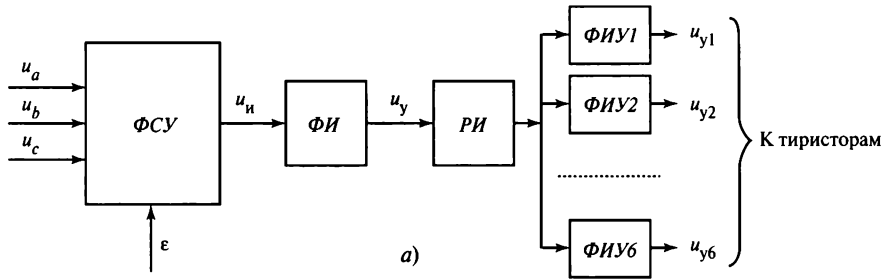 u_a
u_b
u_c
ФСУ
ε
u_и
ФИ
u_у
РИ
ФИУ1
u_у1
ФИУ2
u_у2
ФИУ6
u_у6
К тиристорам
а)